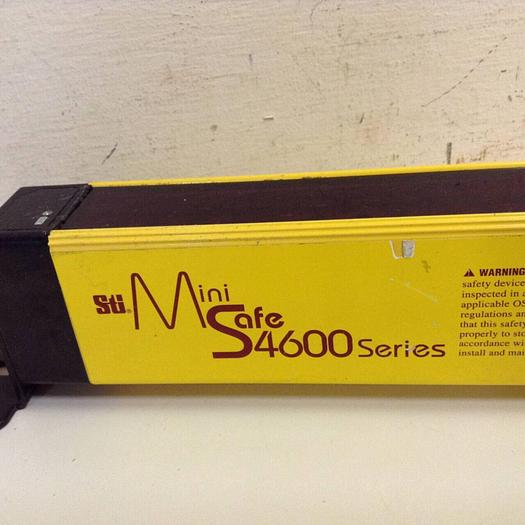 Sti® Mini
Safe
4600 Series
⚠ WARNING
safety device
inspected in a
applicable OS
regulations an
that this safety
properly to sto
accordance wi
install and mai